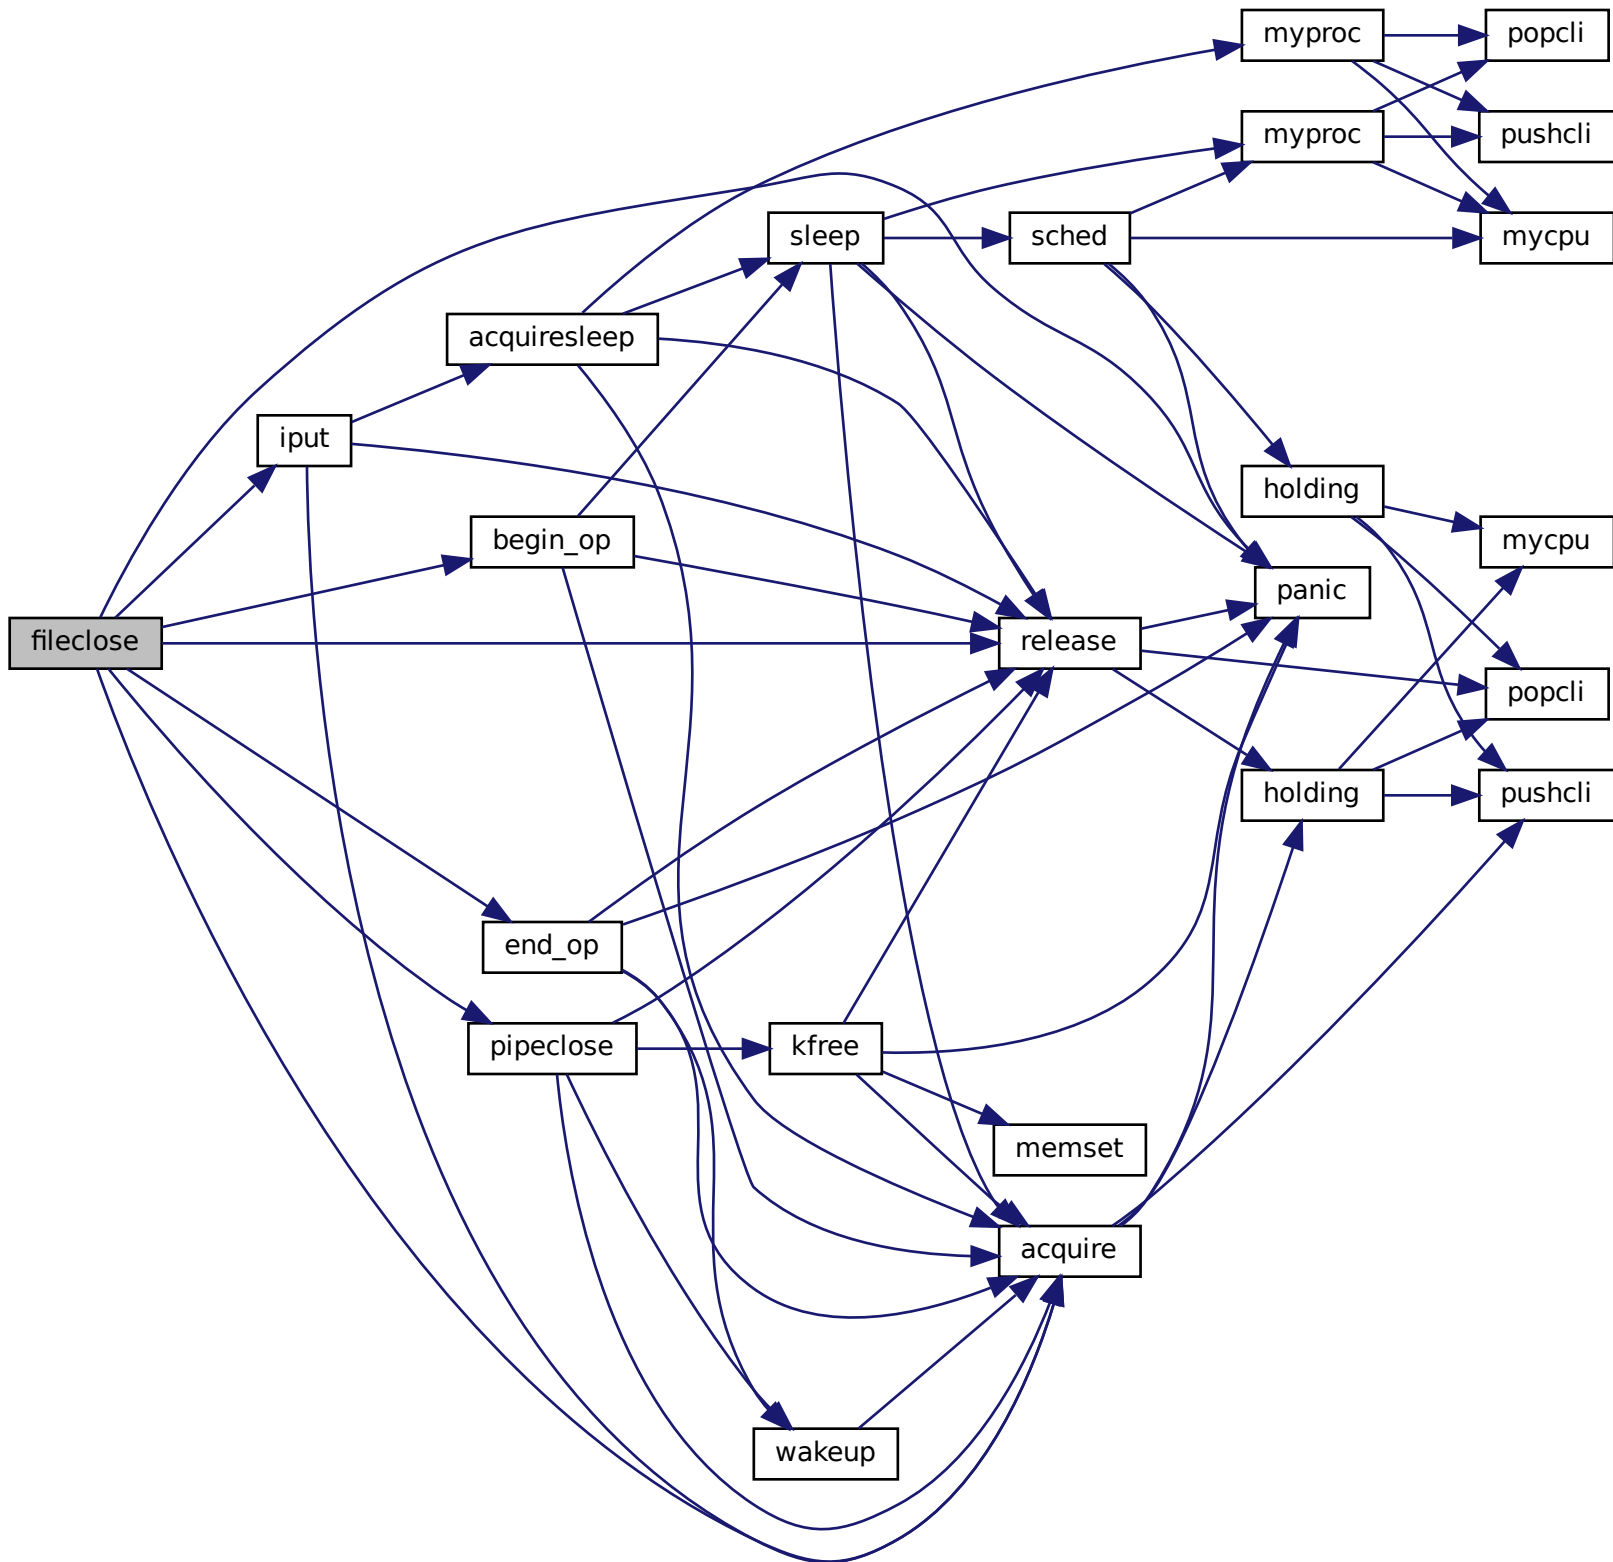 myproc
popcli
myproc
pushcli
sleep
sched
mycpu
acquiresleep
iput
holding
begin_op
mycpu
panic
fileclose
release
popcli
holding
pushcli
end_op
pipeclose
kfree
memset
acquire
wakeup